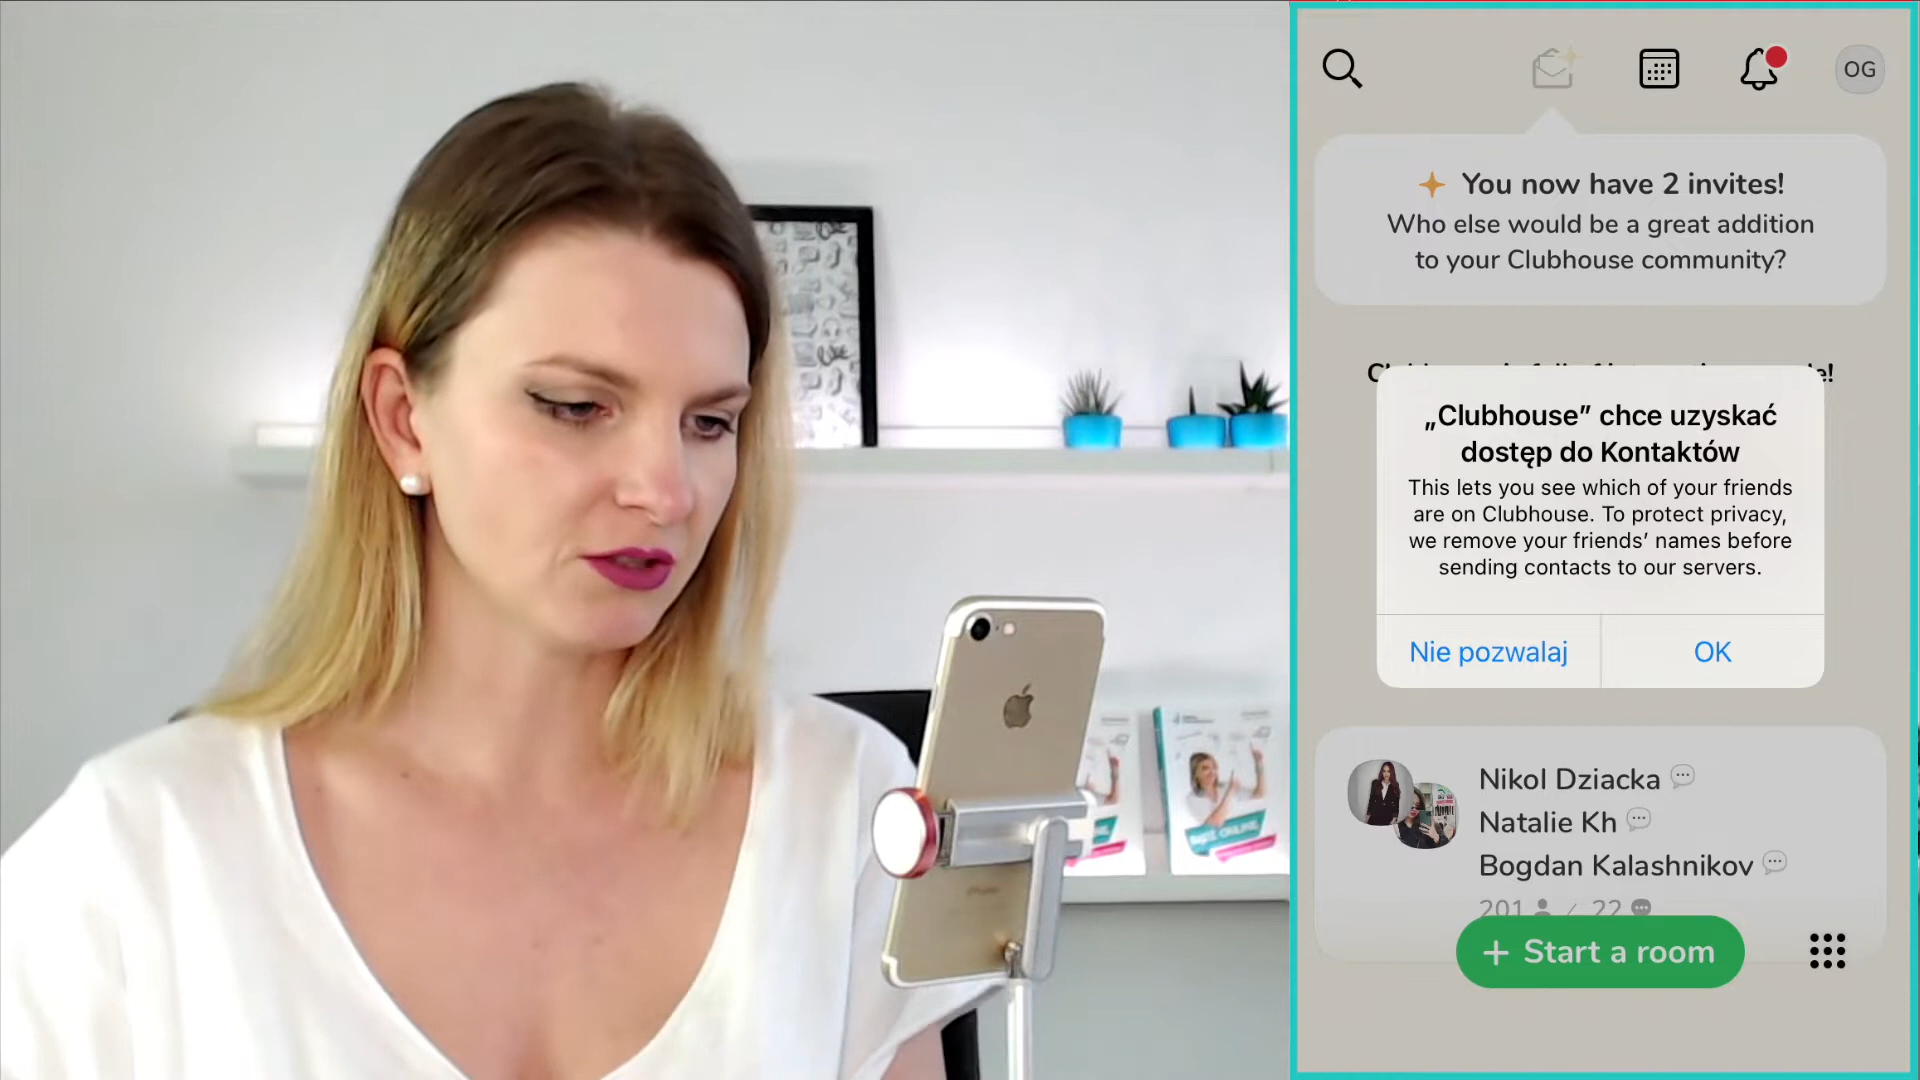 OG
You now have 2 invites!
Who else would be a great addition
to your Clubhouse community?
„Clubhouse” chce uzyskać
dostęp do Kontaktów
This lets you see which of your friends
are on Clubhouse. To protect privacy,
we remove your friends’ names before
sending contacts to our servers.
Nie pozwalaj
OK
Nikol Dziacka
Natalie Kh
Bogdan Kalashnikov
201 / 22
+ Start a room